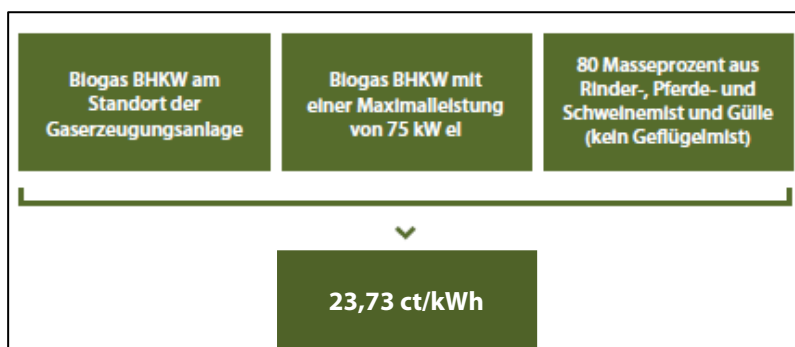 Biogas BHKW am
Standort der
Gaserzeugungsanlage
Biogas BHKW mit
einer Maximalleistung
von 75 kW el
80 Masseprozent aus
Rinder-, Pferde- und
Schweinemist und Gülle
(kein Geflügelmist)
23,73 ct/kWh